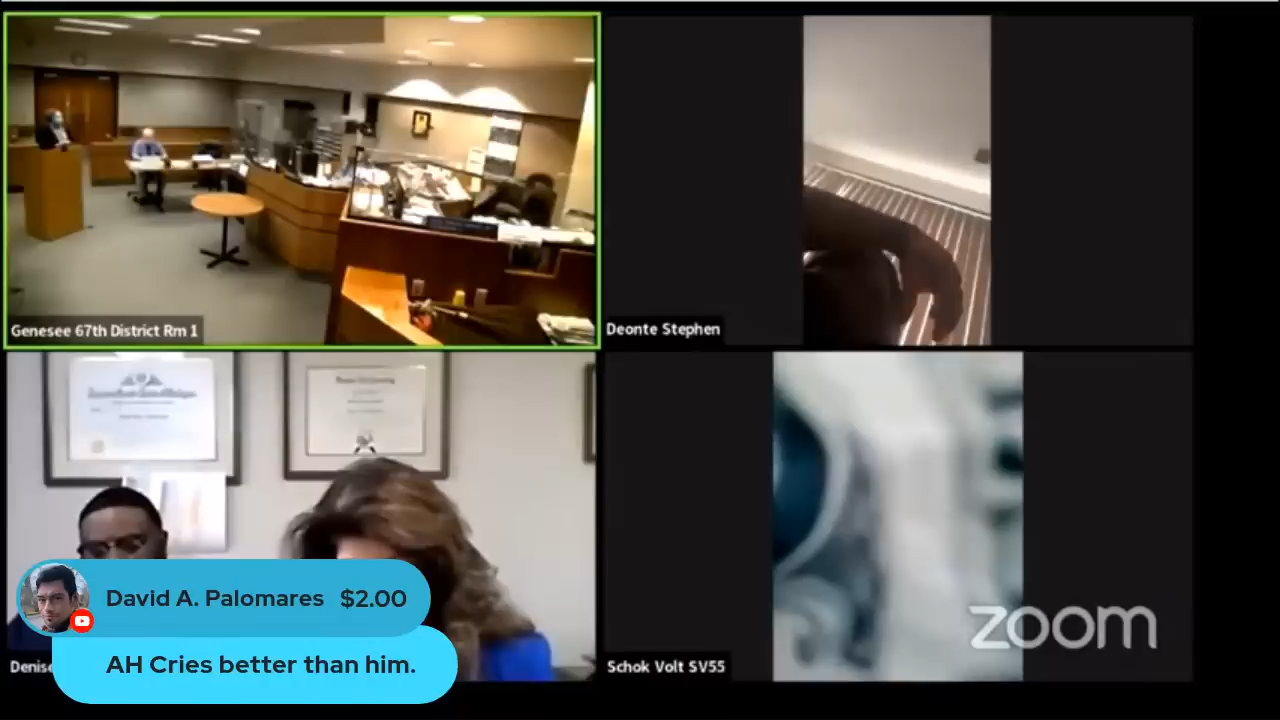 Genesee 67th District Rm 1
Deonte Stephen
Denise
David A. Palomares $2.00
AH Cries better than him.
Schok Volt SV55
zoom